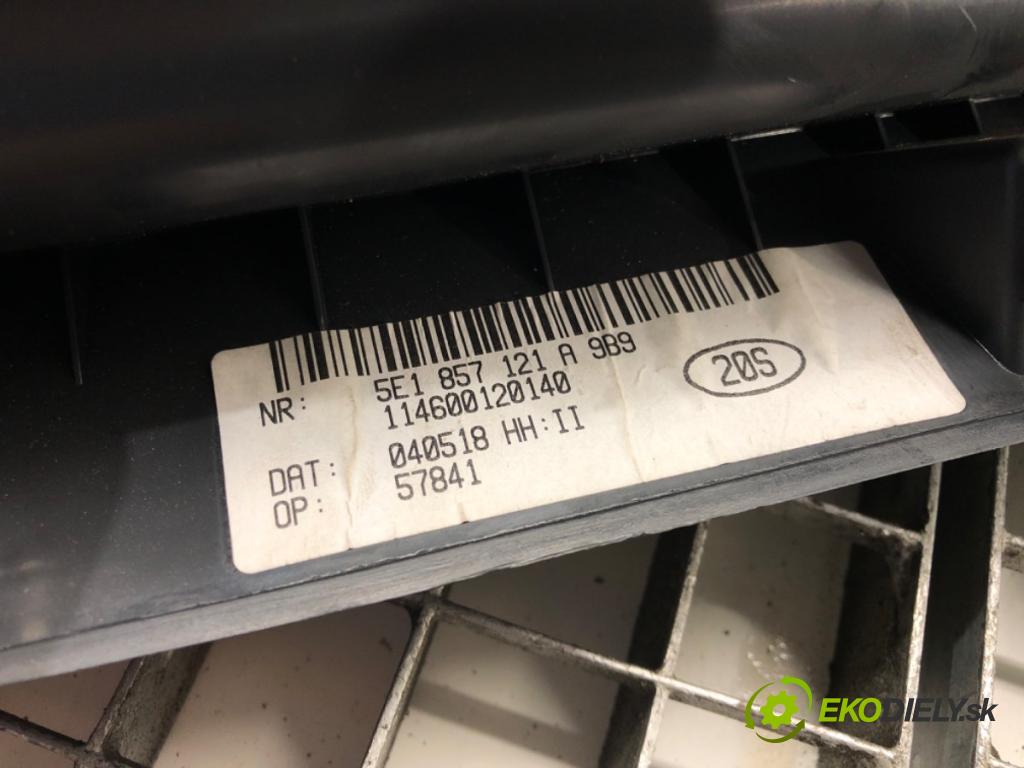 NR: 5E1 857 121 A 9B9
114600120140
20S
DAT: 040518 HH:II
OP: 57841
EKODIELY.sk